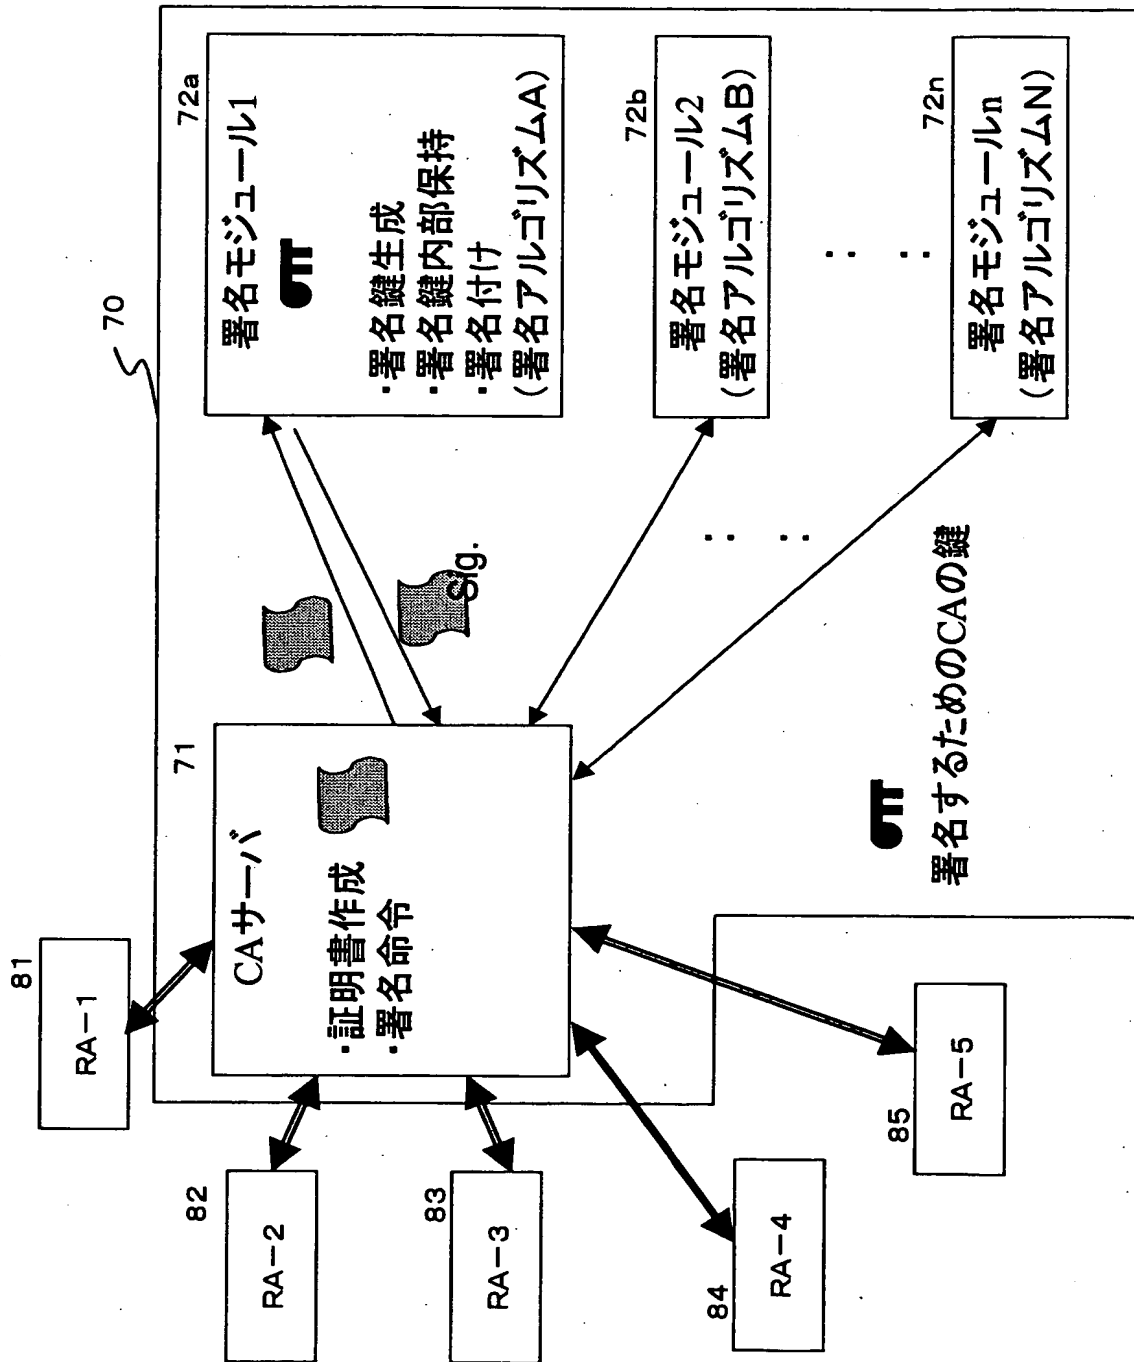 70
81
RA-1
82
RA-2
83
RA-3
84
RA-4
85
RA-5
71
CAサーバ
・証明書作成
・署名命令
Sig.
72a
署名モジュール1
・署名鍵生成
・署名鍵内部保持
・署名付け
(署名アルゴリズムA)
72b
署名モジュール2
(署名アルゴリズムB)
72n
署名モジュールn
(署名アルゴリズムN)
署名するためのCAの鍵